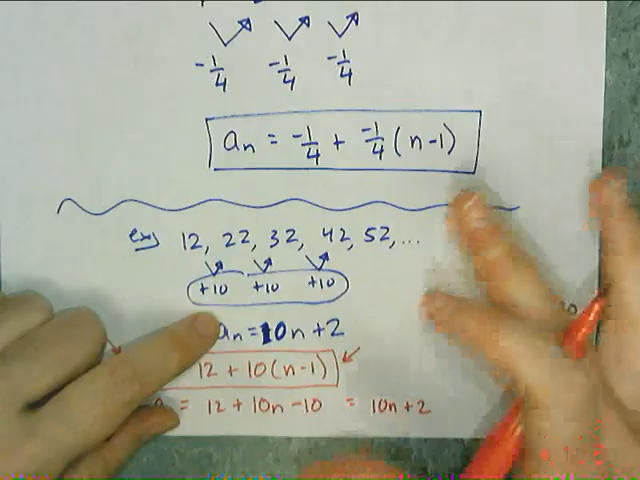 -1/4 -1/4 -1/4
aₙ = -1/4 + -1/4 (n-1)
ex) 12, 22, 32, 42, 52, ...
+10 +10 +10
aₙ = 10n + 2
12 + 10(n-1)
= 12 + 10n - 10 = 10n + 2